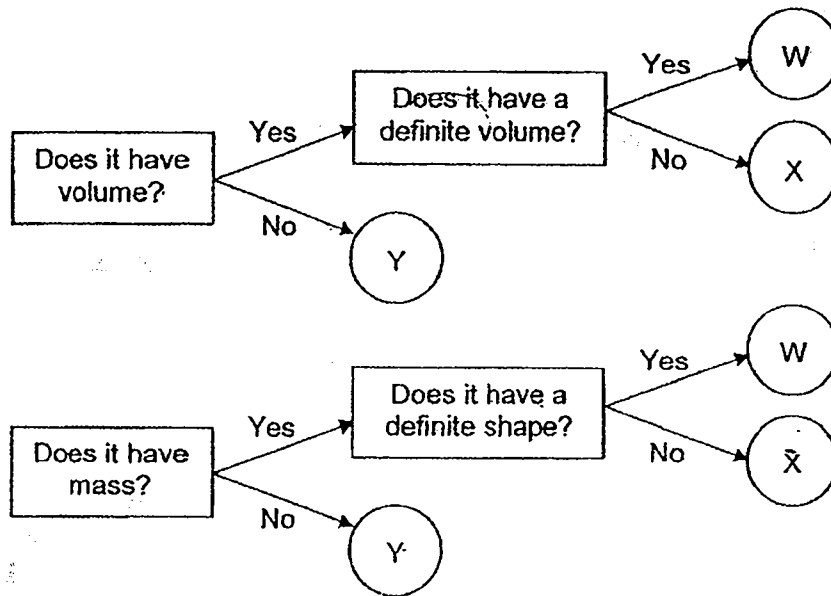 Does it have
volume?
Yes
No
Does it have a
definite volume?
Yes
No
W
X
Y
Does it have
mass?
Yes
No
Does it have a
definite shape?
Yes
No
W
X
Y